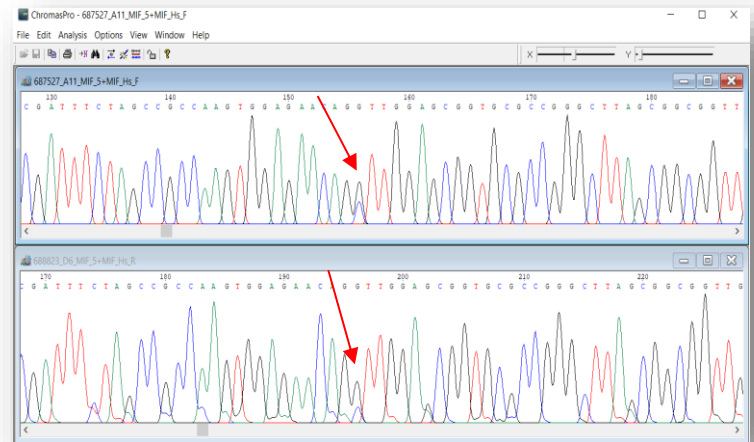 ChromasPro - 687527_A11_MIF_5+MIF_Hs_F
File Edit Analysis Options View Window Help
X Y
687527_A11_MIF_5+MIF_Hs_F
130 140 150 160 170 180
C G A T T T C T A G C C G C C A A G T G G A G A A A G G T T G G A G C G G T G C G C C G G G C T T A G C G G C G G T T
688823_D6_MIF_5+MIF_Hs_R
170 180 190 200 210 220
C G A T T T C T A G C C G C C A A G T G G A G A A C G G T T G G A G C G G T G C G C C G G G C T T A G C G G C G G T T G